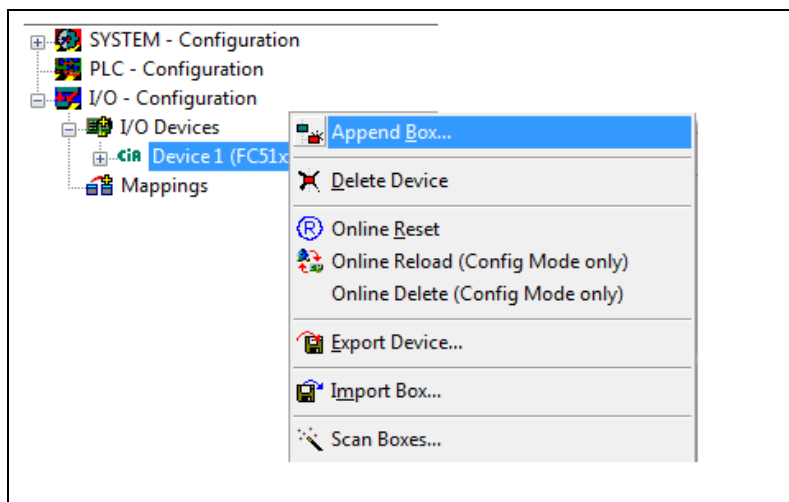 SYSTEM - Configuration
PLC - Configuration
I/O - Configuration
I/O Devices
CiA Device 1 (FC51x
Mappings
Append Box...
Delete Device
R Online Reset
Online Reload (Config Mode only)
Online Delete (Config Mode only)
Export Device...
Import Box...
Scan Boxes...